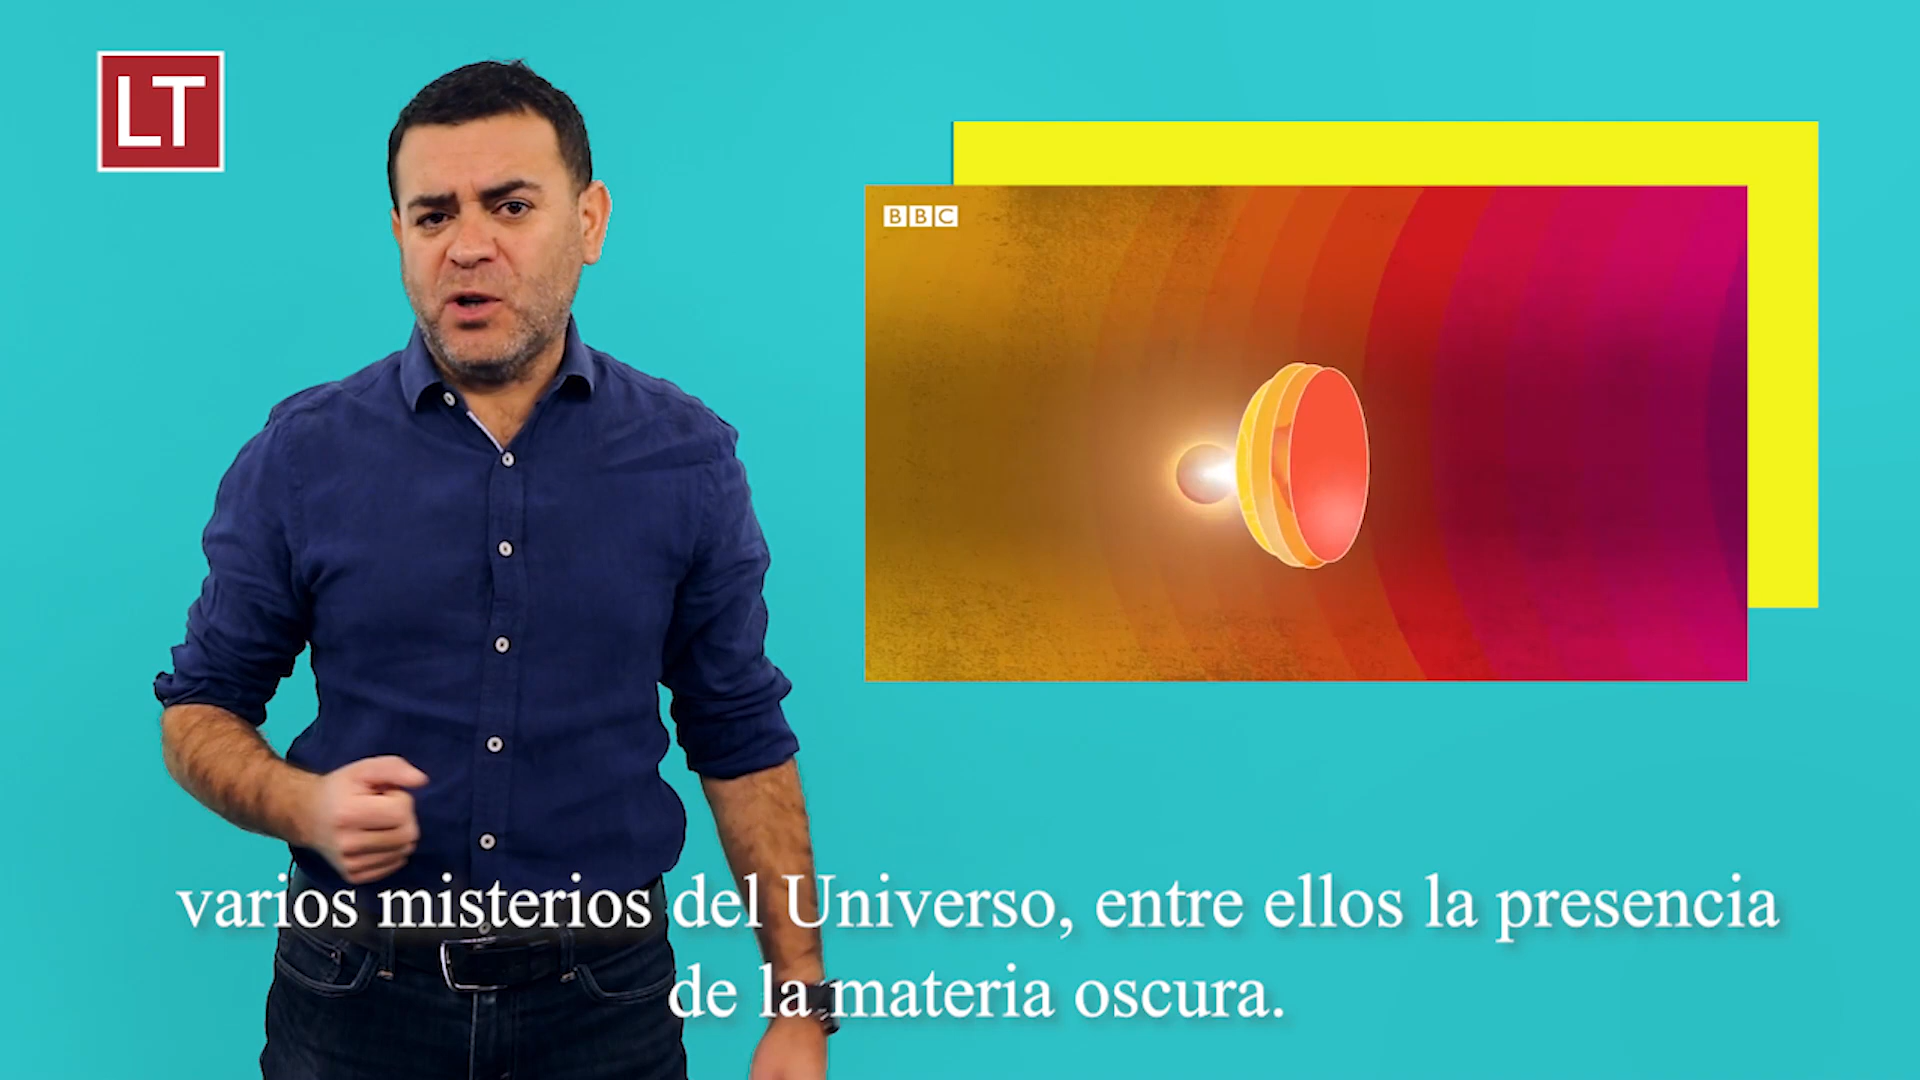 LT
BBC
varios misterios del Universo, entre ellos la presencia
de la materia oscura.